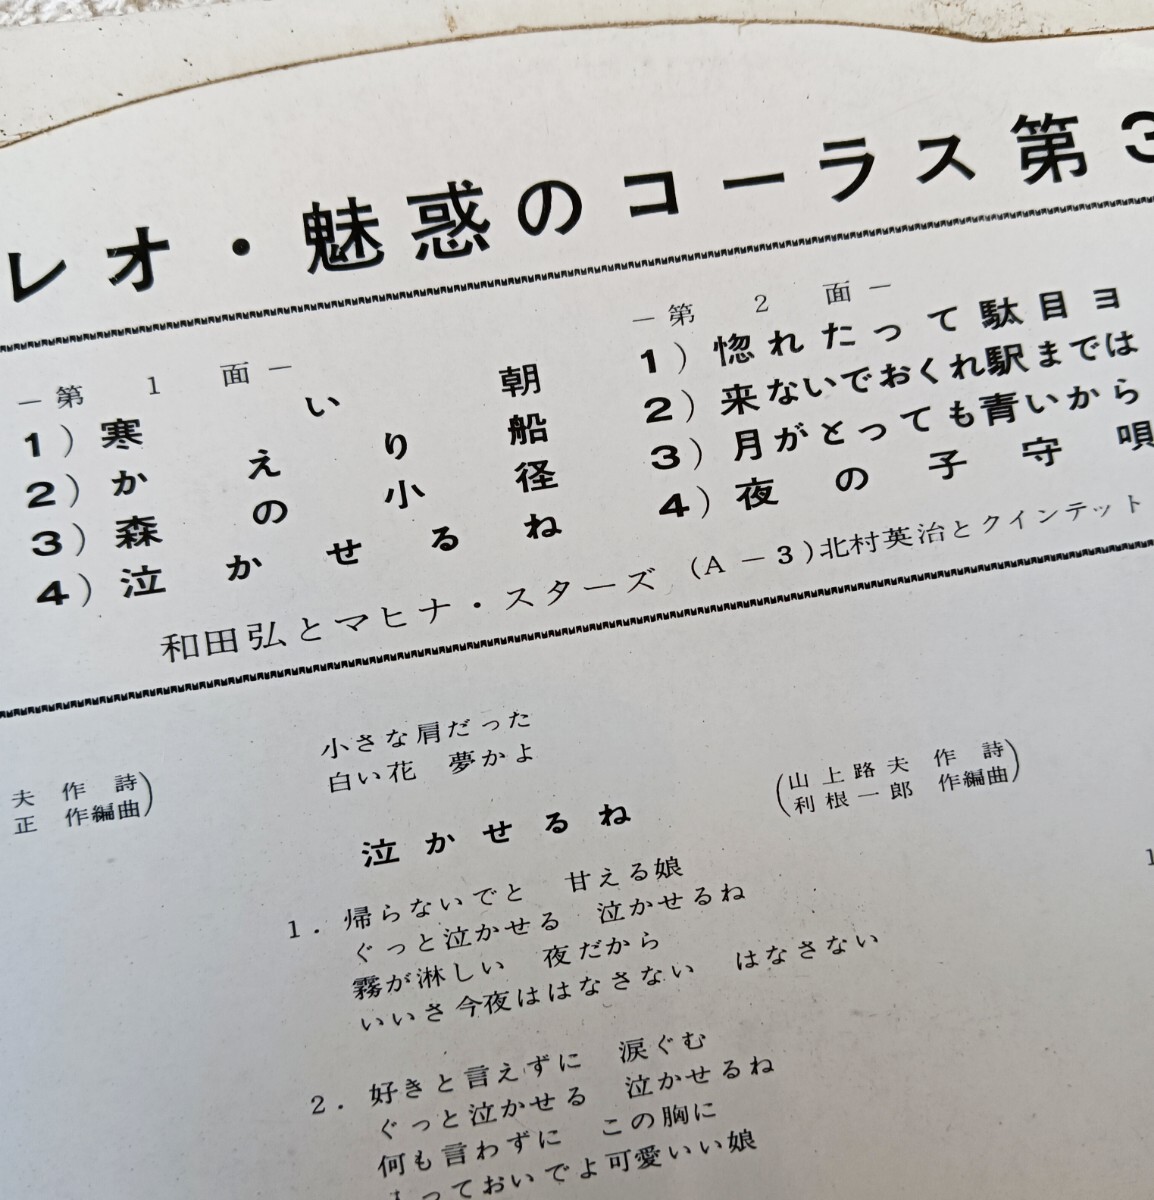 レオ・魅惑のコーラス第3
－第1面－
1）寒い朝
2）かえり船
3）森の小径
4）泣かせるね
－第2面－
1）惚れたって駄目ヨ
2）来ないでおくれ駅までは
3）月がとっても青いから
4）夜の子守唄
和田弘とマヒナ・スターズ（A－3）北村英治とクインテット
夫作詩
正 作編曲
小さな肩だった
白い花 夢かよ
泣かせるね
山上路夫 作詩
利根一郎 作編曲
1. 帰らないでと 甘える娘
ぐっと泣かせる 泣かせるね
霧が淋しい 夜だから
いいさ今夜ははなさない はなさない
2. 好きと言えずに 涙ぐむ
ぐっと泣かせる 泣かせるね
何も言わずに この胸に
っておいでよ可愛いい娘
1